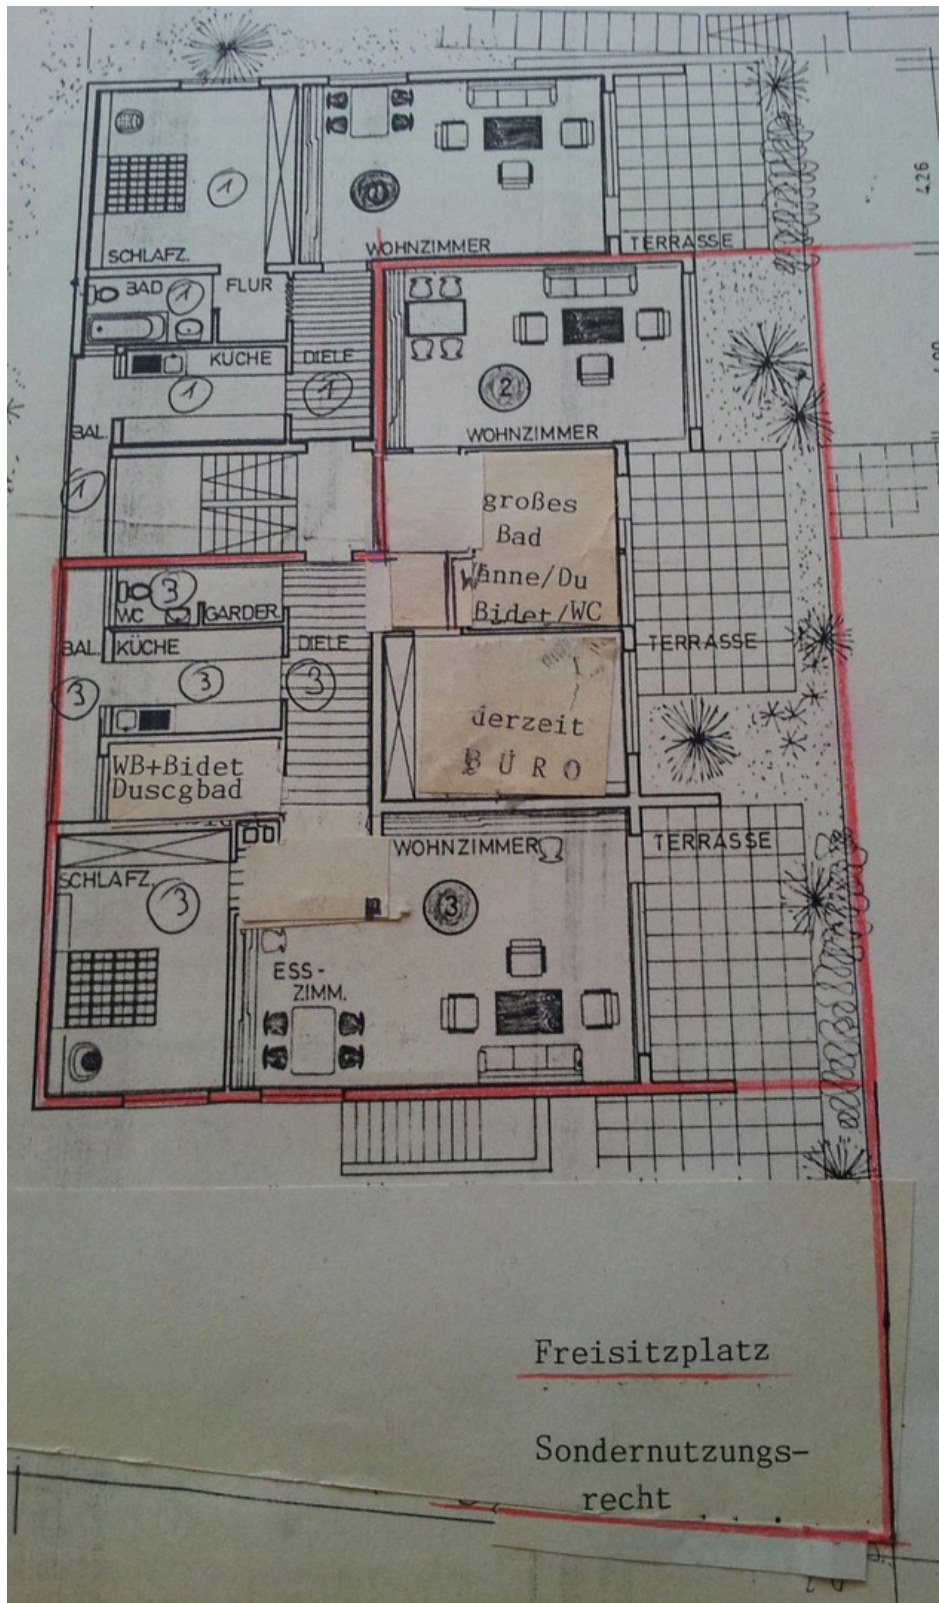 1
SCHLAFZ.
1
WOHNZIMMER
TERRASSE
426
BAD
1
FLUR
KÜCHE
1
DIELE
1
BAL.
1
2
WOHNZIMMER
großes
Bad
Wanne/Du
Bidet/WC
3
WC
GARDER.
BAL.
3
KÜCHE
3
DIELE
3
TERRASSE
derzeit
BÜRO
WB+Bidet
Duscgbad
SCHLAFZ.
3
WOHNZIMMER
3
TERRASSE
ESS-
ZIMM.
Freisitzplatz
Sondernutzungs-
recht